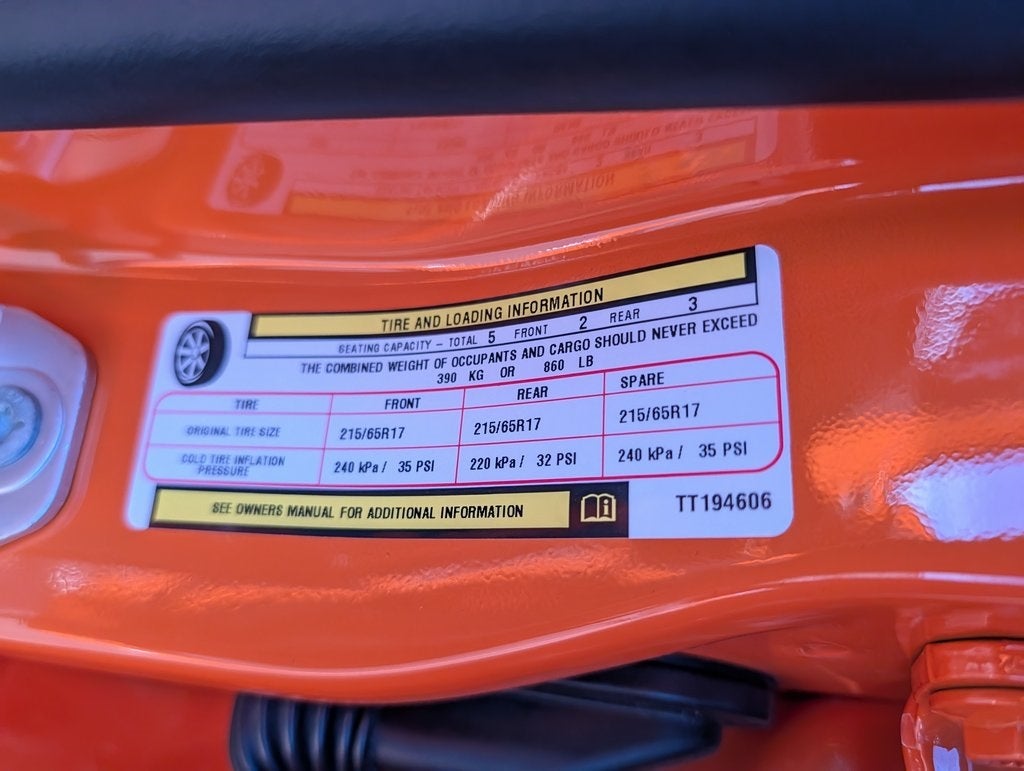 TIRE AND LOADING INFORMATION
SEATING CAPACITY - TOTAL 5 FRONT 2 REAR 3
THE COMBINED WEIGHT OF OCCUPANTS AND CARGO SHOULD NEVER EXCEED
390 KG OR 860 LB
TIRE FRONT REAR SPARE
ORIGINAL TIRE SIZE 215/65R17 215/65R17 215/65R17
COLD TIRE INFLATION PRESSURE 240 kPa / 35 PSI 220 kPa / 32 PSI 240 kPa / 35 PSI
SEE OWNERS MANUAL FOR ADDITIONAL INFORMATION
TT194606